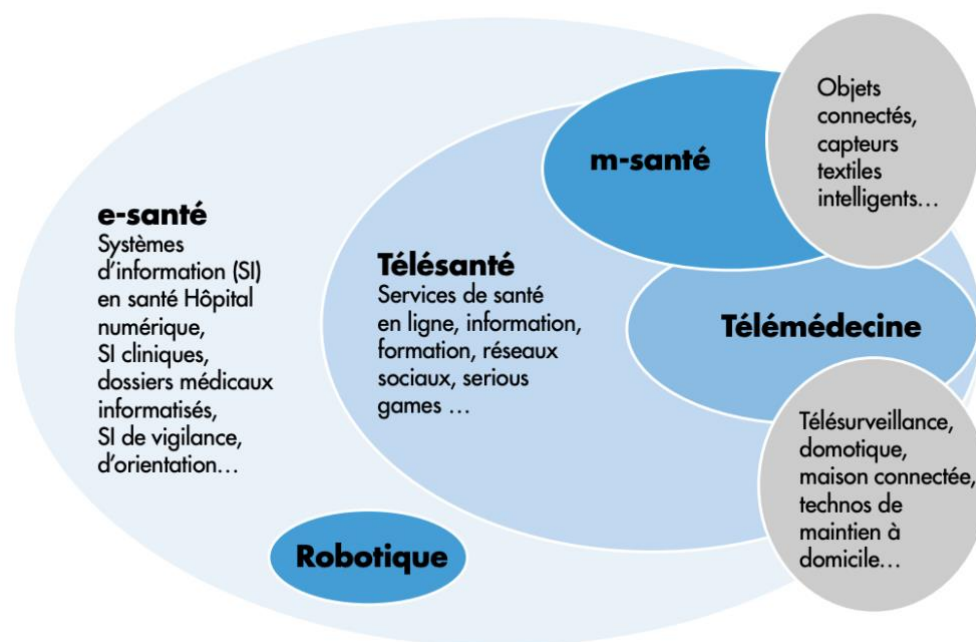 e-santé
Systèmes
d’information (SI)
en santé Hôpital
numérique,
SI cliniques,
dossiers médicaux
informatisés,
SI de vigilance,
d’orientation…
Télésanté
Services de santé
en ligne, information,
formation, réseaux
sociaux, serious
games …
m-santé
Objets
connectés,
capteurs
textiles
intelligents…
Télémédecine
Télésurveillance,
domotique,
maison connectée,
technos de
maintien à
domicile…
Robotique